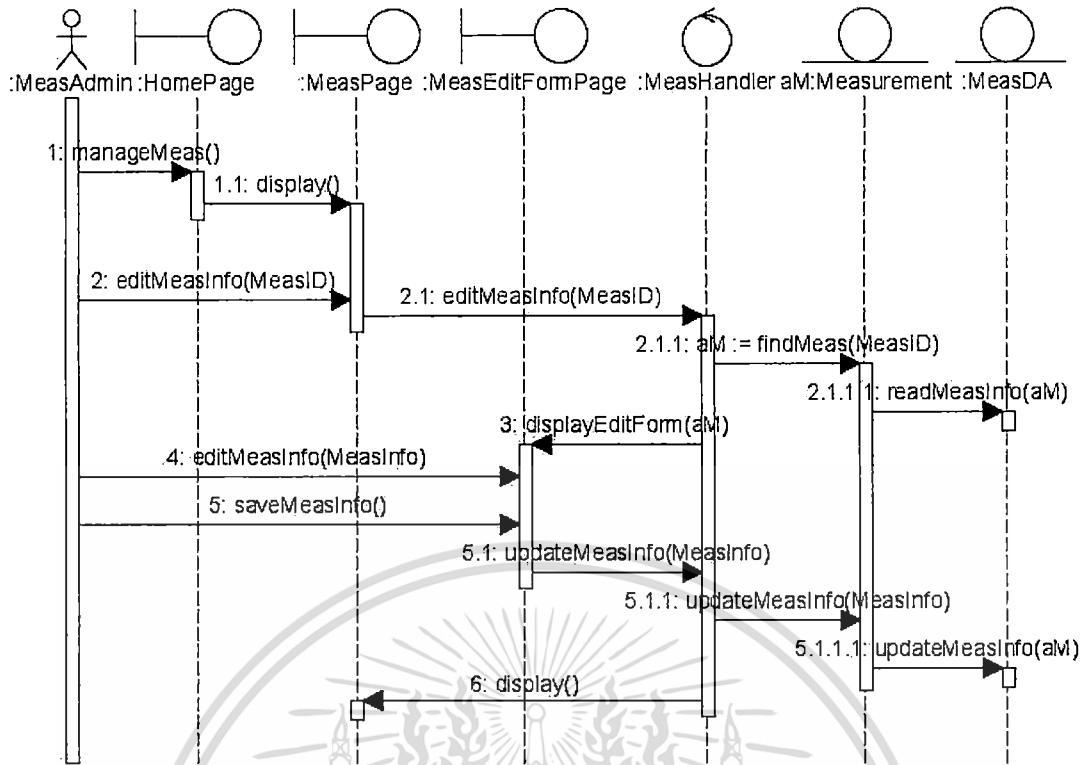 :MeasAdmin :HomePage :MeasPage :MeasEditFormPage :MeasHandler aM:Measurement :MeasDA
1: manageMeas()
1.1: display()
2: editMeasInfo(MeasID)
2.1: editMeasInfo(MeasID)
2.1.1: aM := findMeas(MeasID)
2.1.1.1: readMeasInfo(aM)
3: displayEditForm(aM)
4: editMeasInfo(MeasInfo)
5: saveMeasInfo()
5.1: updateMeasInfo(MeasInfo)
5.1.1: updateMeasInfo(MeasInfo)
5.1.1.1: updateMeasInfo(aM)
6: display()